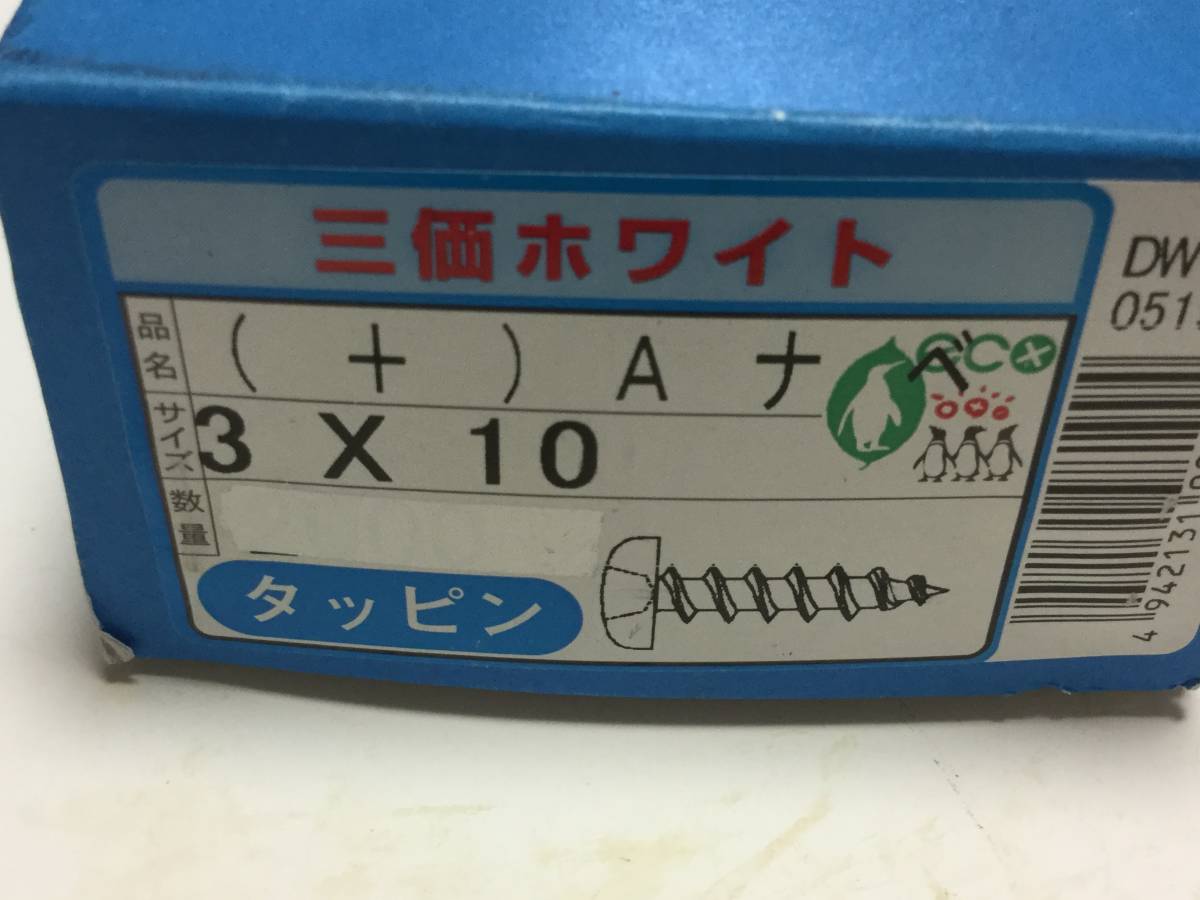 三価ホワイト
品名 (+)Aナベ
eco
サイズ 3 X 10
数量
タッピン
DW
051
494213110